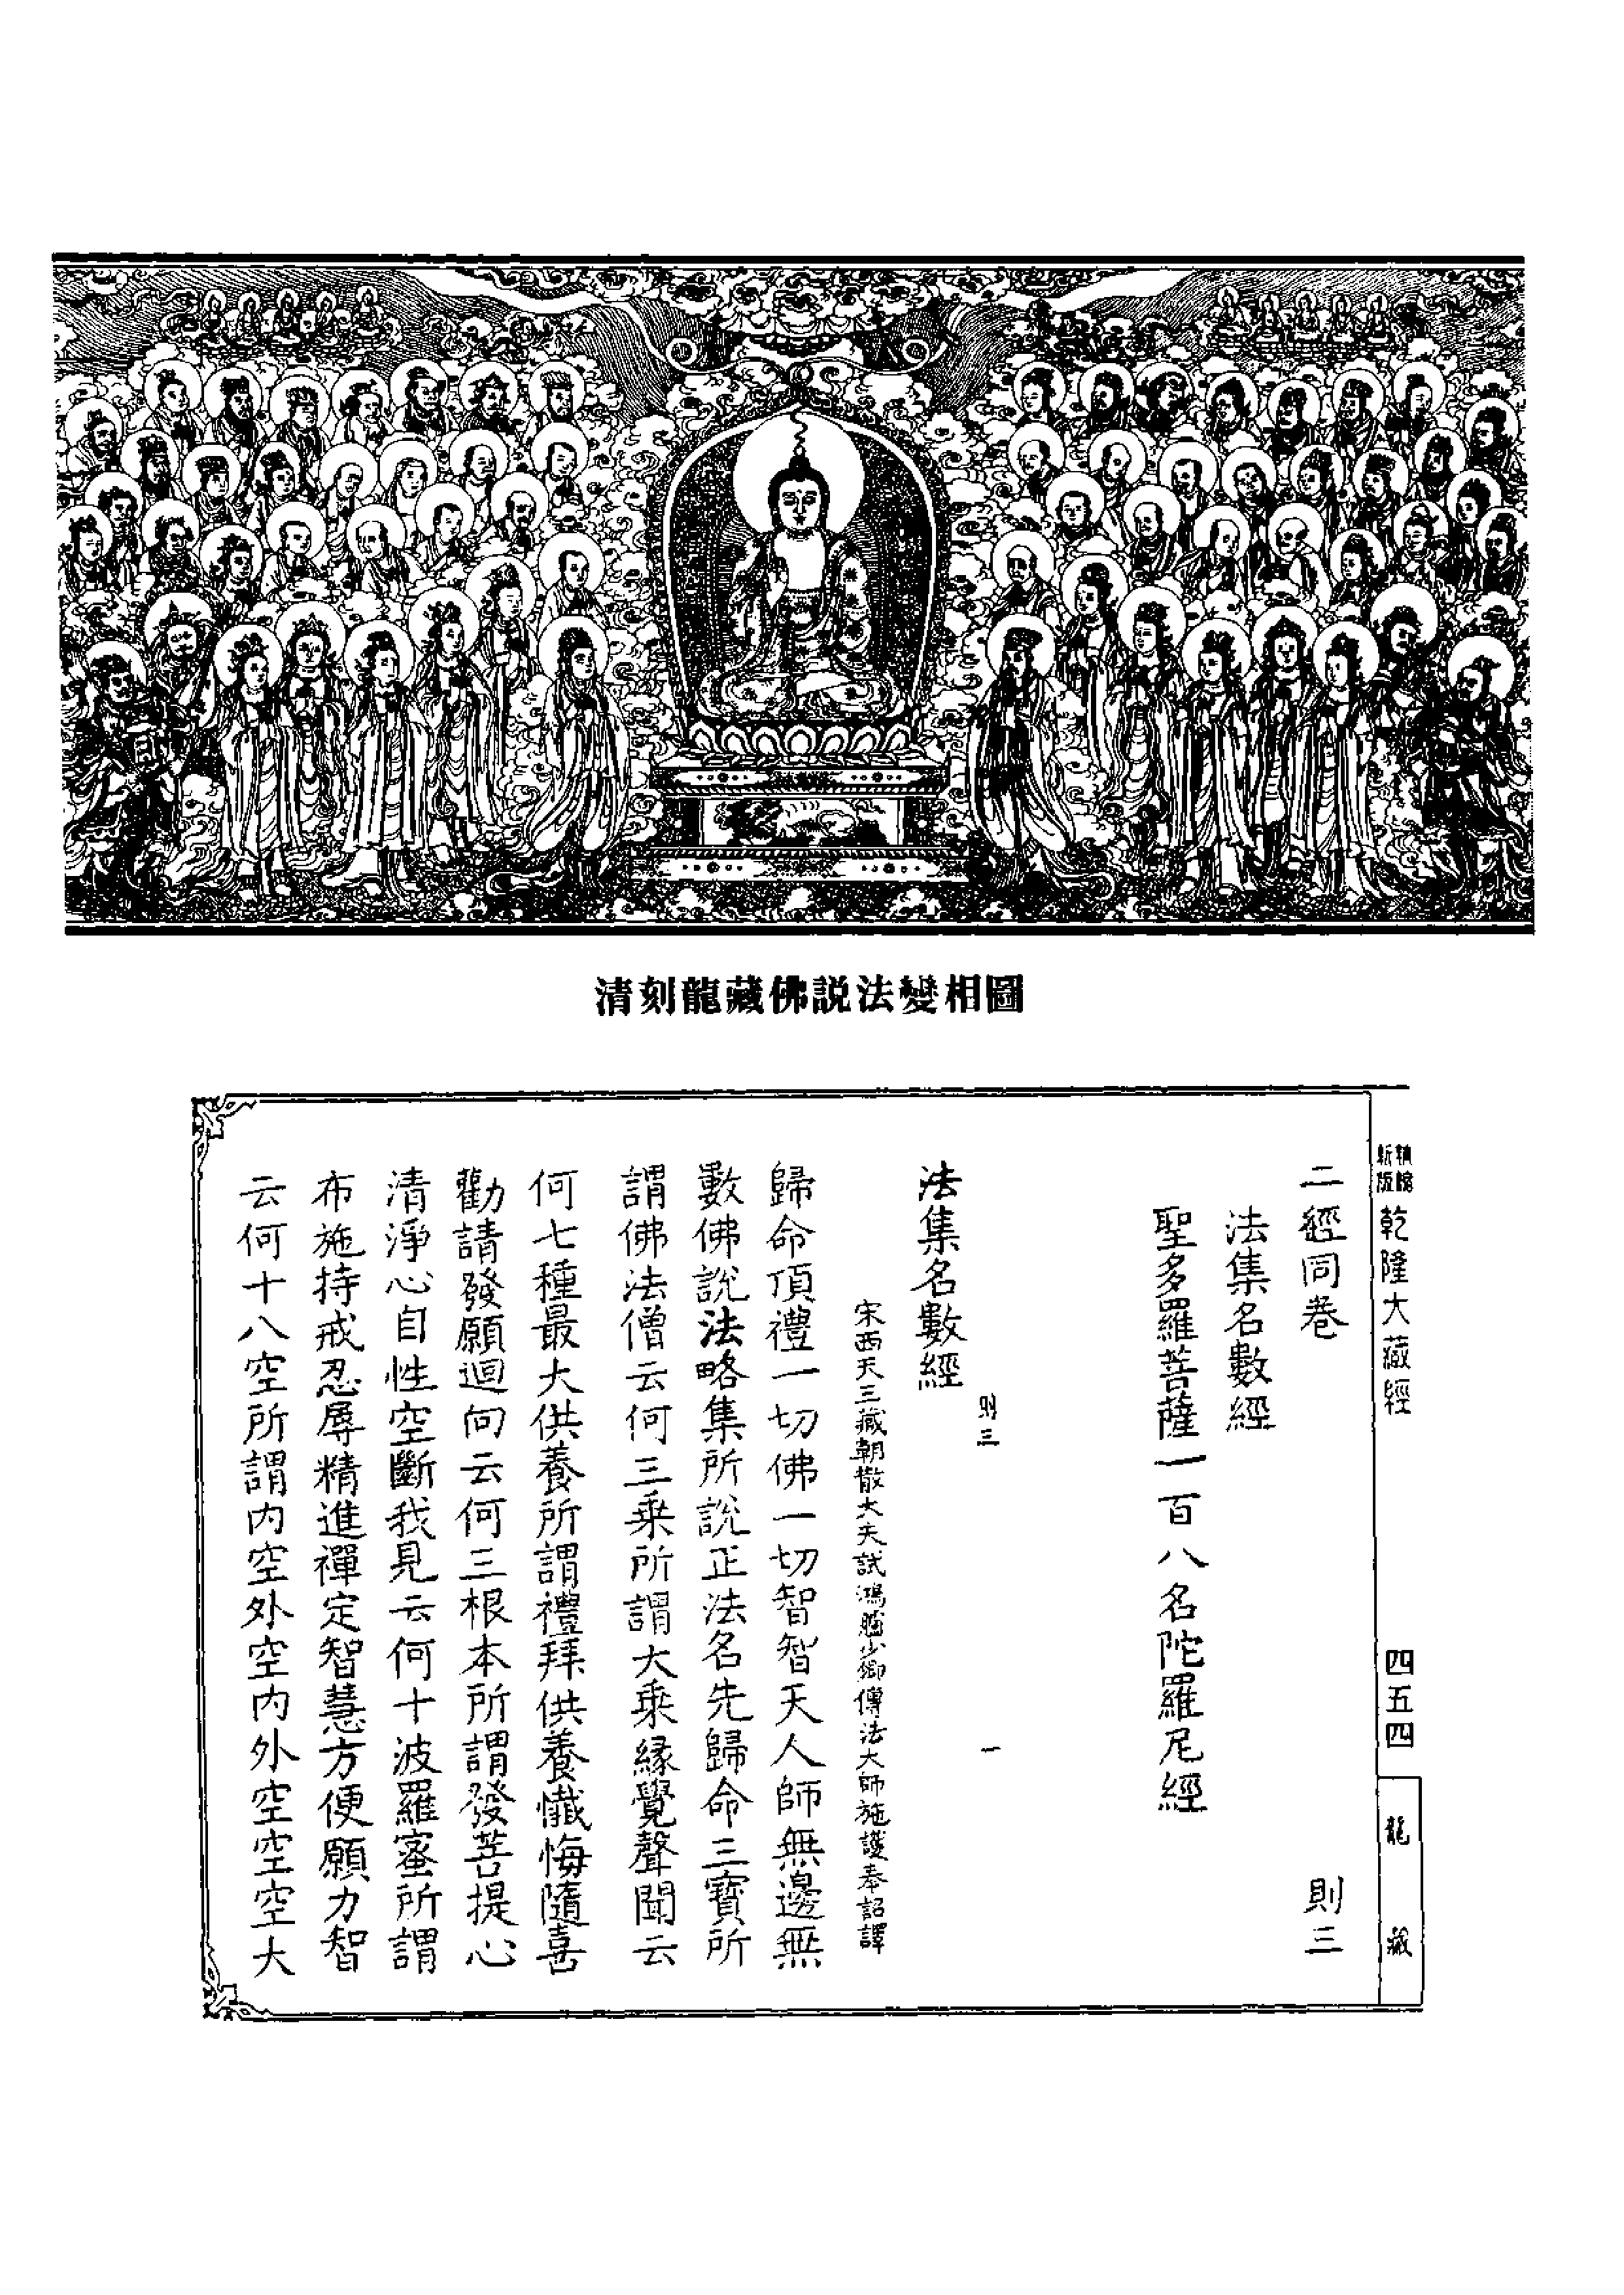 清刻龍藏佛説法變相圖
新版
乾隆大藏經
四五四
龍藏
二經同卷 則三
法集名數經
聖多羅菩薩一百八名陀羅尼經
則三 一
法集名數經
宋西天三藏朝散大夫試鴻臚少卿傳法大師施護奉詔譯
歸命頂禮一切佛一切智智天人師無邊無
數佛說法略集所說正法名先歸命三寶所
謂佛法僧云何三乘所謂大乘緣覺聲聞云
何七種最大供養所謂禮拜供養懺悔隨喜
勸請發願迴向云何三根本所謂發菩提心
清淨心自性空斷我見云何十波羅蜜所謂
布施持戒忍辱精進禪定智慧方便願力智
云何十八空所謂内空外空内外空空空大